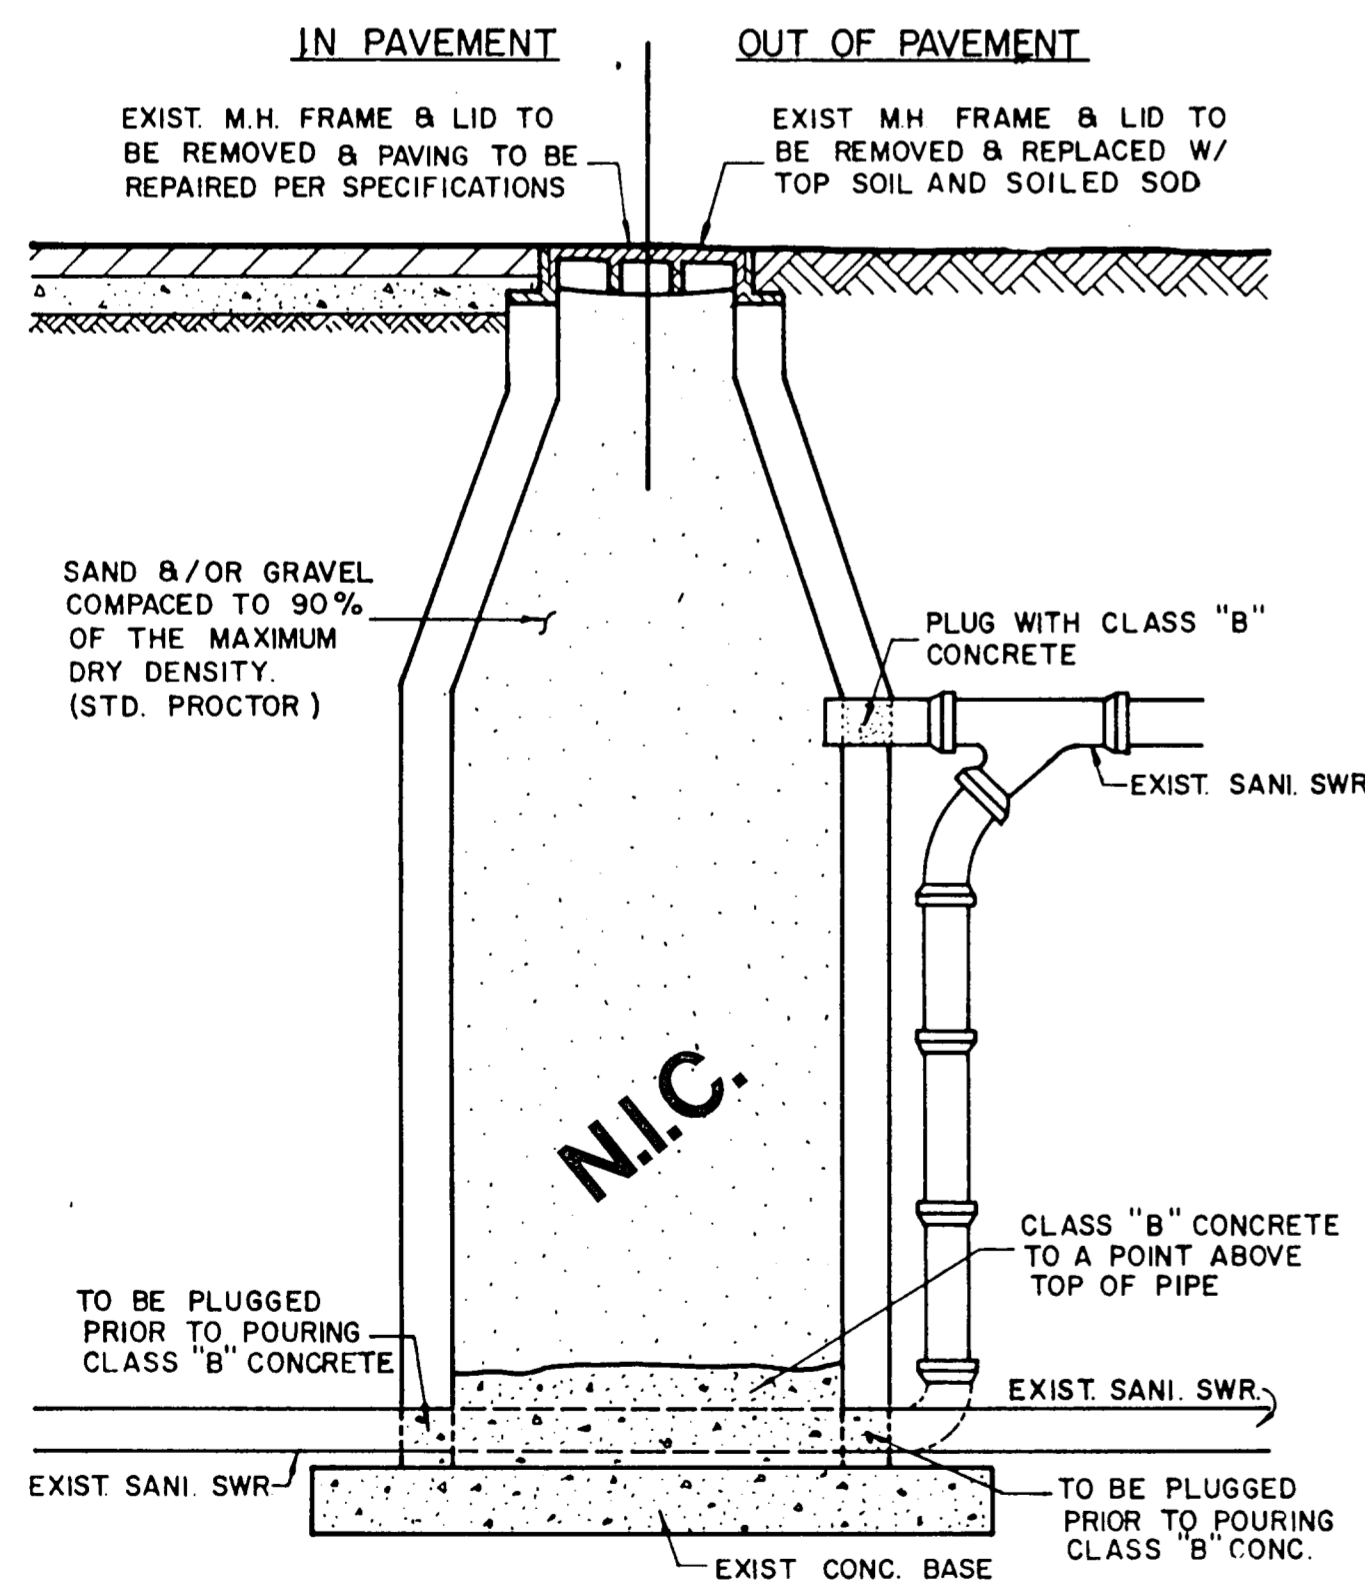 IN PAVEMENT
OUT OF PAVEMENT
EXIST. M.H. FRAME & LID TO
BE REMOVED & PAVING TO BE
REPAIRED PER SPECIFICATIONS
EXIST M.H FRAME & LID TO
BE REMOVED & REPLACED W/
TOP SOIL AND SOILED SOD
SAND &/OR GRAVEL
COMPACED TO 90%
OF THE MAXIMUM
DRY DENSITY.
(STD. PROCTOR)
PLUG WITH CLASS "B"
CONCRETE
EXIST. SANI. SWR
N.I.C.
CLASS "B" CONCRETE
TO A POINT ABOVE
TOP OF PIPE
TO BE PLUGGED
PRIOR TO POURING
CLASS "B" CONCRETE
EXIST. SANI. SWR.
EXIST. SANI. SWR
TO BE PLUGGED
PRIOR TO POURING
CLASS "B" CONC.
EXIST CONC. BASE